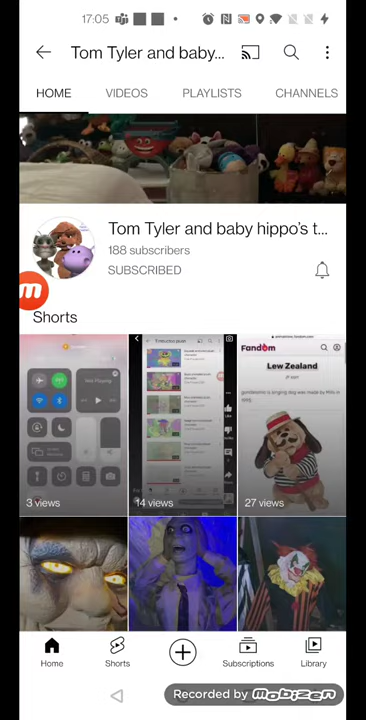 17:05
Tom Tyler and baby...
HOME VIDEOS PLAYLISTS CHANNELS
Tom Tyler and baby hippo's t...
188 subscribers
SUBSCRIBED
m
Shorts
Fandom
Lew Zealand
3 views
14 views
27 views
Home
Shorts
Subscriptions
Library
Recorded by mobizen